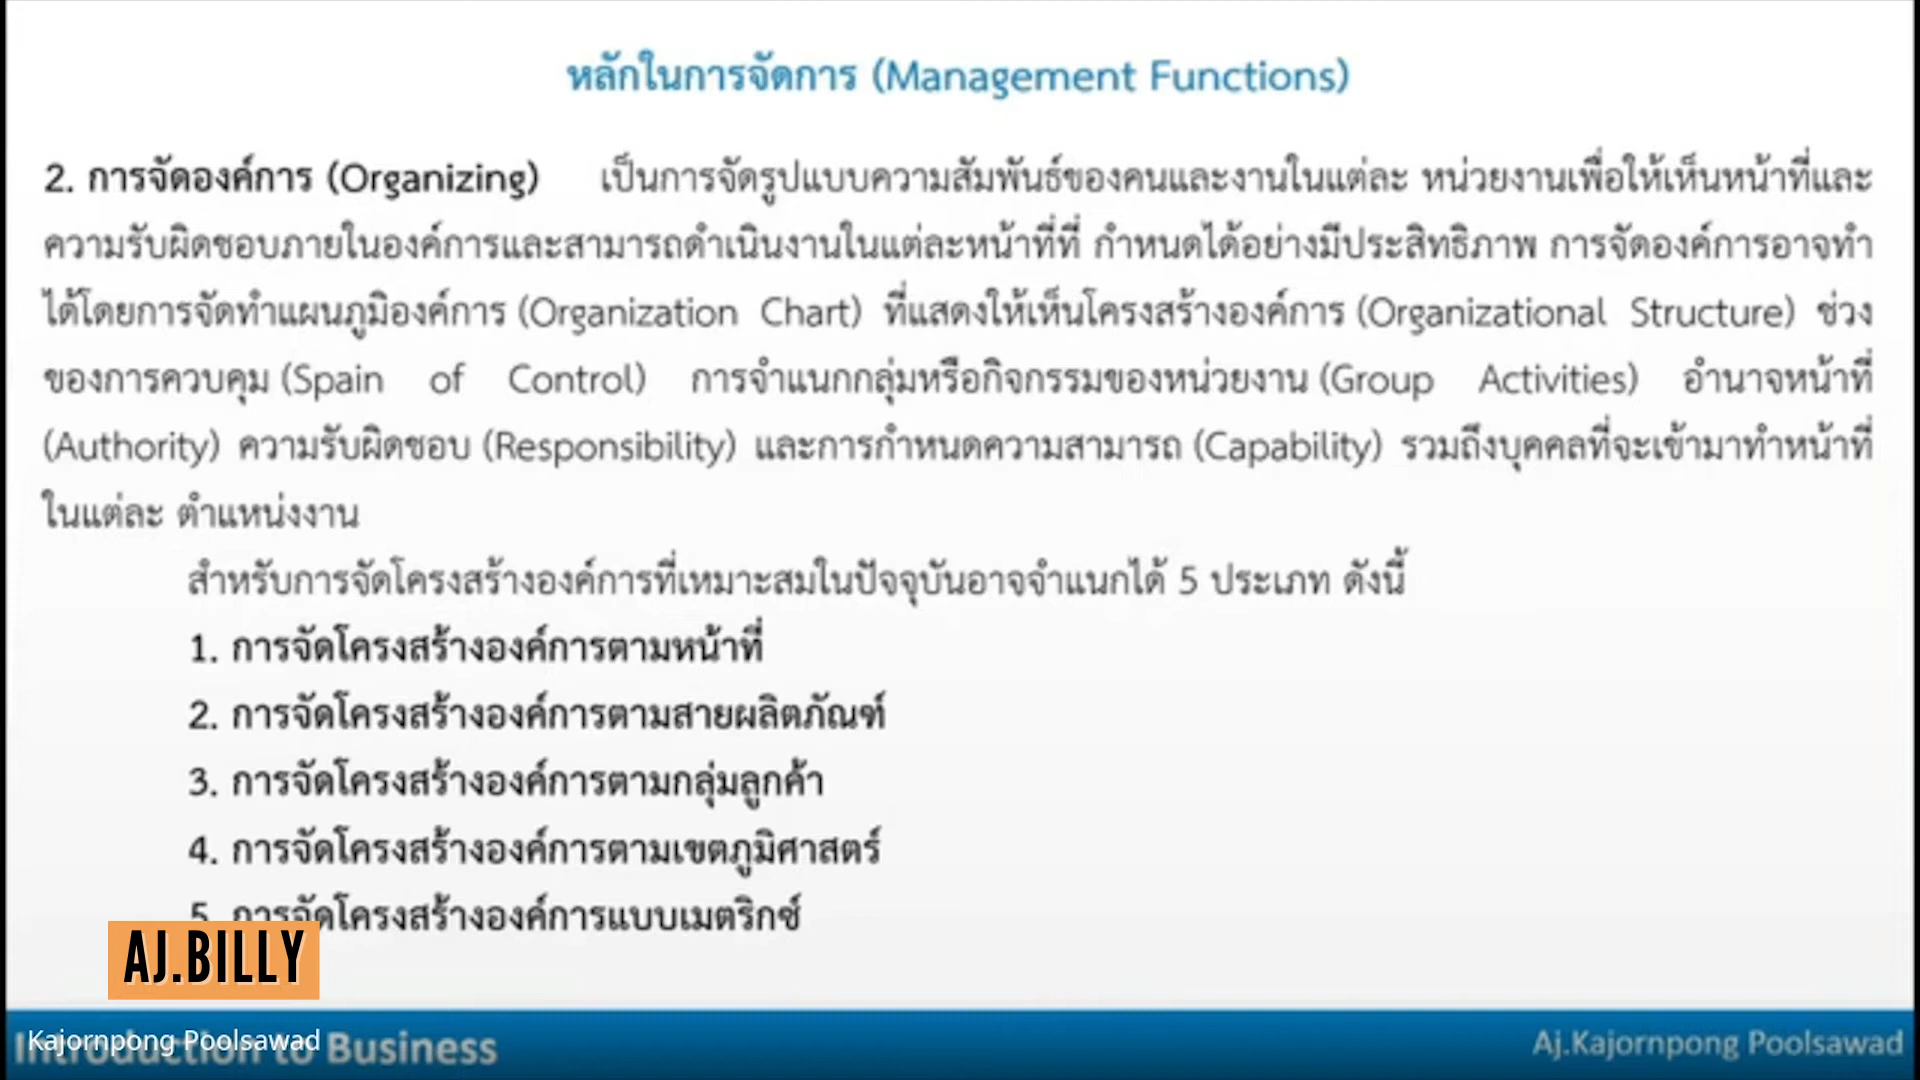 หลักในการจัดการ (Management Functions)
2. การจัดองค์การ (Organizing) เป็นการจัดรูปแบบความสัมพันธ์ของคนและงานในแต่ละ หน่วยงานเพื่อให้เห็นหน้าที่และ
ความรับผิดชอบภายในองค์การและสามารถดำเนินงานในแต่ละหน้าที่ที่ กำหนดได้อย่างมีประสิทธิภาพ การจัดองค์การอาจทำ
ได้โดยการจัดทำแผนภูมิองค์การ (Organization Chart) ที่แสดงให้เห็นโครงสร้างองค์การ (Organizational Structure) ช่วง
ของการควบคุม (Spain of Control) การจำแนกกลุ่มหรือกิจกรรมของหน่วยงาน (Group Activities) อำนาจหน้าที่
(Authority) ความรับผิดชอบ (Responsibility) และการกำหนดความสามารถ (Capability) รวมถึงบุคคลที่จะเข้ามาทำหน้าที่
ในแต่ละ ตำแหน่งงาน
สำหรับการจัดโครงสร้างองค์การที่เหมาะสมในปัจจุบันอาจจำแนกได้ 5 ประเภท ดังนี้
1. การจัดโครงสร้างองค์การตามหน้าที่
2. การจัดโครงสร้างองค์การตามสายผลิตภัณฑ์
3. การจัดโครงสร้างองค์การตามกลุ่มลูกค้า
4. การจัดโครงสร้างองค์การตามเขตภูมิศาสตร์
5. การจัดโครงสร้างองค์การแบบเมตริกซ์
AJ.BILLY
Kajornpong Poolsawad
Introduction to Business
Aj.Kajornpong Poolsawad